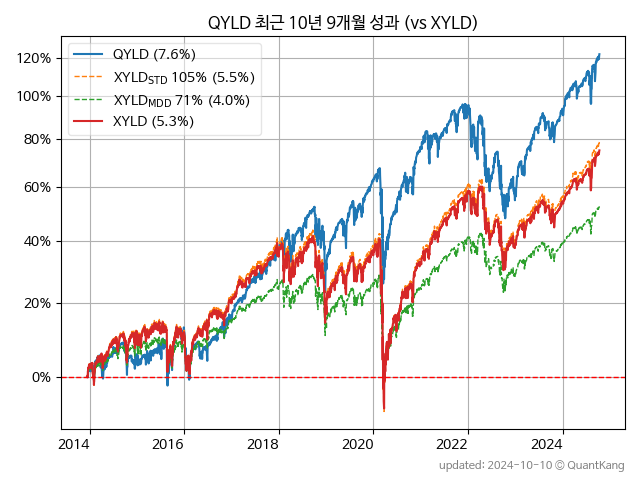 QYLD 최근 10년 9개월 성과 (vs XYLD)
QYLD (7.6%)
XYLD_STD 105% (5.5%)
XYLD_MDD 71% (4.0%)
XYLD (5.3%)
120%
100%
80%
60%
40%
20%
0%
2014 2016 2018 2020 2022 2024
updated: 2024-10-10 © QuantKang